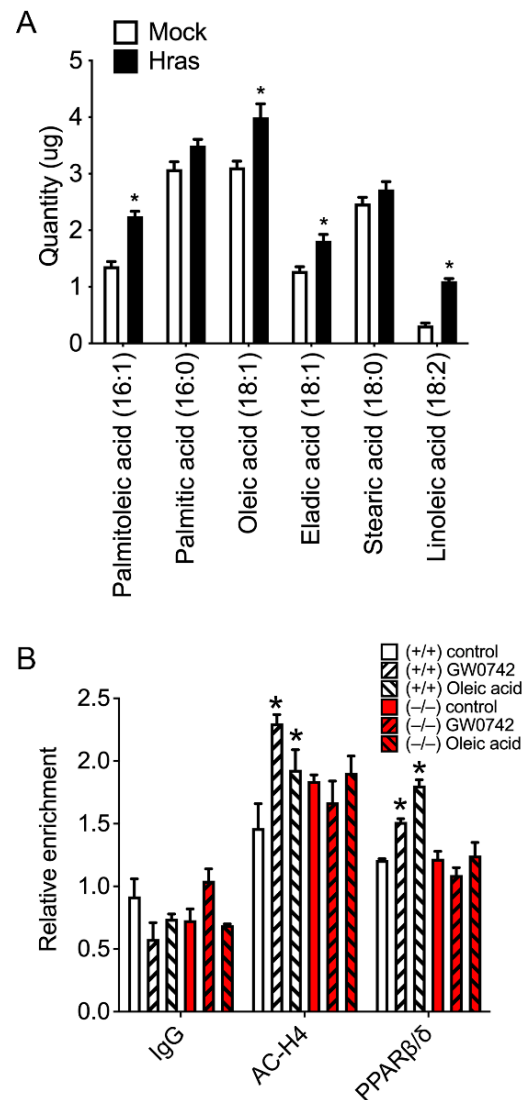 A
Mock
Hras
Quantity (ug)
5
4
3
2
1
0
*
*
*
*
Palmitoleic acid (16:1)
Palmitic acid (16:0)
Oleic acid (18:1)
Eladic acid (18:1)
Stearic acid (18:0)
Linoleic acid (18:2)
B
(+/+) control
(+/+) GW0742
(+/+) Oleic acid
(−/−) control
(−/−) GW0742
(−/−) Oleic acid
Relative enrichment
2.5
2.0
1.5
1.0
0.5
0.0
*
*
*
*
IgG
AC-H4
PPARβ/δ